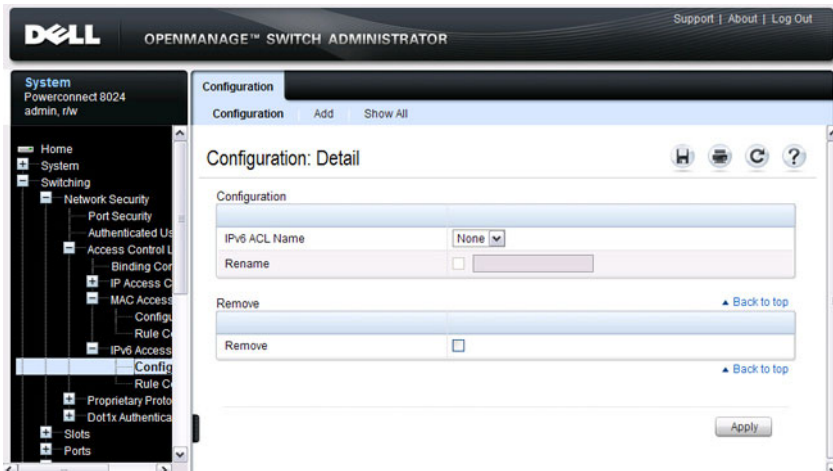 DELL
OPENMANAGE™ SWITCH ADMINISTRATOR
Support | About | Log Out
System
Powerconnect 8024
admin, r/w
Home
System
Switching
Network Security
Port Security
Authenticated Us
Access Control L
Binding Cor
IP Access C
MAC Access
Configu
Rule Co
IPv6 Access
Config
Rule Co
Proprietary Proto
Dot1x Authentica
Slots
Ports
Configuration
Configuration Add Show All
Configuration: Detail
Configuration
IPv6 ACL Name None
Rename
Remove Back to top
Remove
Back to top
Apply